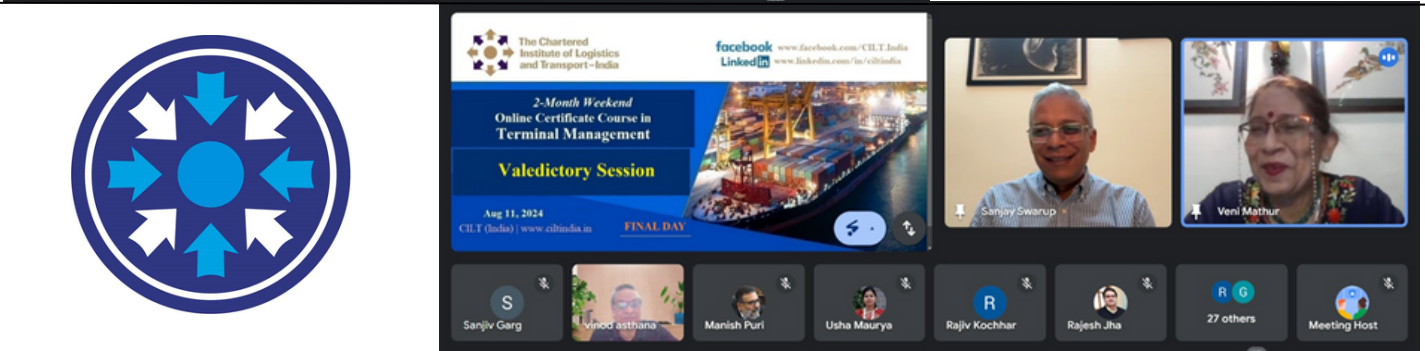 The Chartered
Institute of Logistics
and Transport–India
facebook www.facebook.com/CILT.India
Linkedin www.linkedin.com/in/ciltindia
2-Month Weekend
Online Certificate Course in
Terminal Management
Valedictory Session
Aug 11, 2024
CILT (India) | www.ciltindia.in
FINAL DAY
Sanjay Swarup
Veni Mathur
S
Sanjiv Garg
vinod asthana
Manish Puri
Usha Maurya
R
Rajiv Kochhar
Rajesh Jha
R G
27 others
Meeting Host